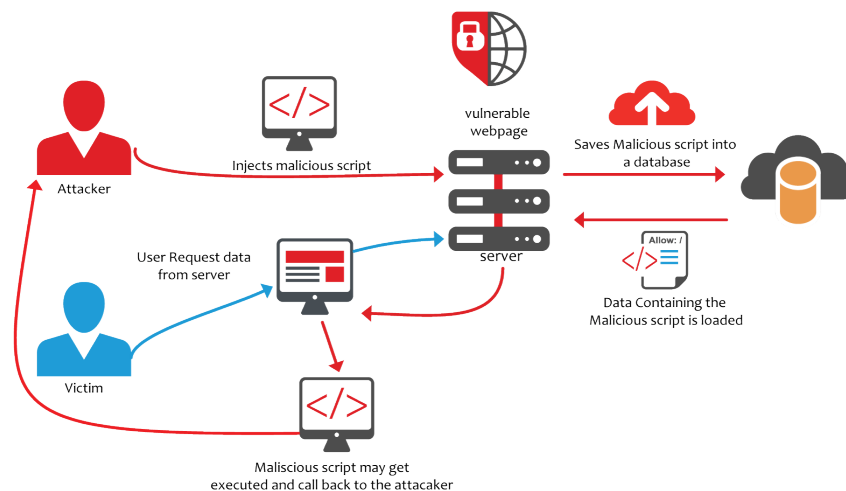 </>
vulnerable
webpage
Injects malicious script
Attacker
Saves Malicious script into
a database
server
Allow: /
</>
Data Containing the
Malicious script is loaded
User Request data
from server
Victim
</>
Maliscious script may get
executed and call back to the attacaker